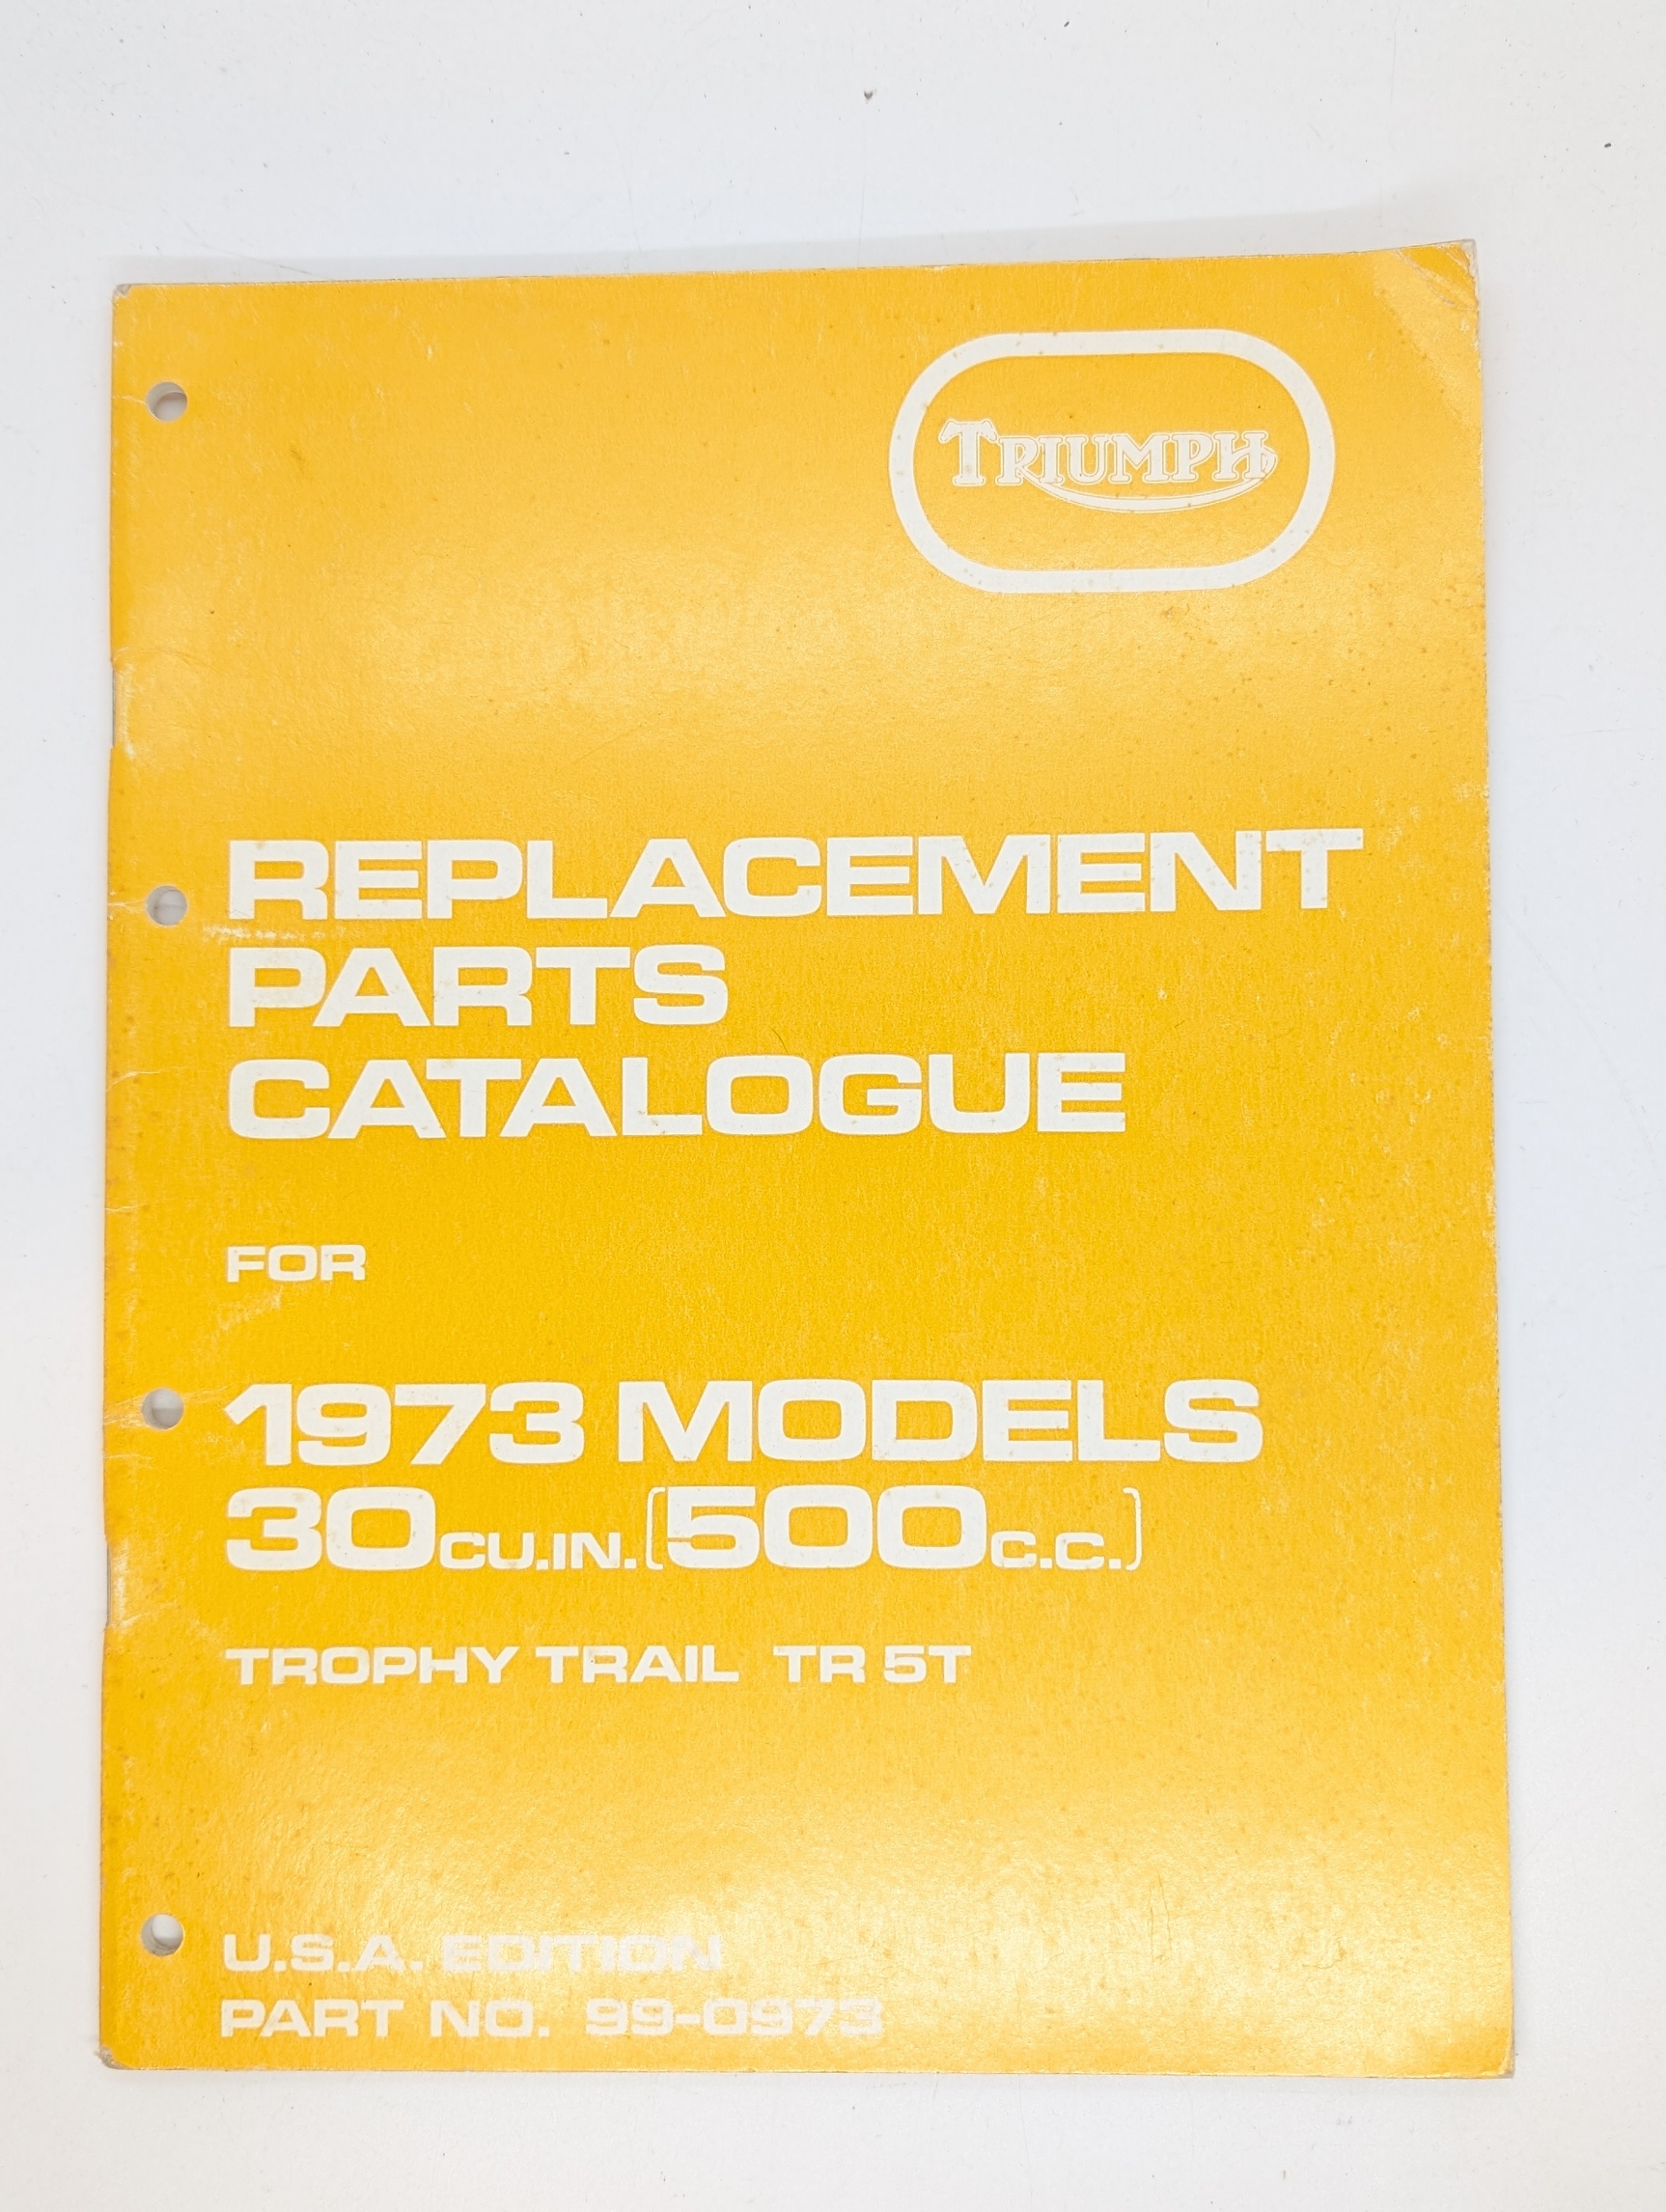 TRIUMPH
REPLACEMENT
PARTS
CATALOGUE
FOR
1973 MODELS
30CU.IN.(500C.C.)
TROPHY TRAIL TR 5T
U.S.A. EDITION
PART NO. 99-0973